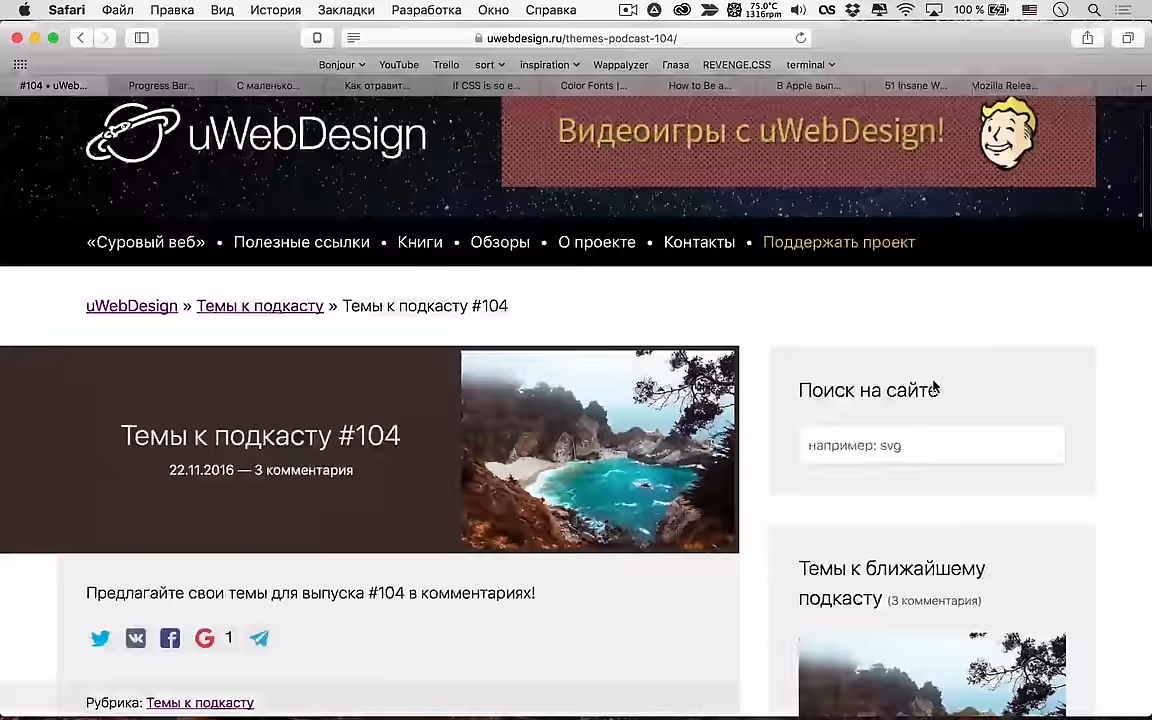 Safari Файл Правка Вид История Закладки Разработка Окно Справка 75.0°C 1316rpm 100 %
uwebdesign.ru/themes-podcast-104/
Bonjour YouTube Trello sort inspiration Wappalyzer Глаза REVENGE.CSS terminal
#104 • uWeb... Progress Bar... С маленько... Как отравит... If CSS is so e... Color Fonts |... How to Be a... В Apple вып... 51 Insane W... Mozilla Relea...
uWebDesign
Видеоигры с uWebDesign!
«Суровый веб» • Полезные ссылки • Книги • Обзоры • О проекте • Контакты • Поддержать проект
uWebDesign » Темы к подкасту » Темы к подкасту #104
Темы к подкасту #104
22.11.2016 — 3 комментария
Поиск на сайте
например: svg
Темы к ближайшему
подкасту (3 комментария)
Предлагайте свои темы для выпуска #104 в комментариях!
1
Рубрика: Темы к подкасту